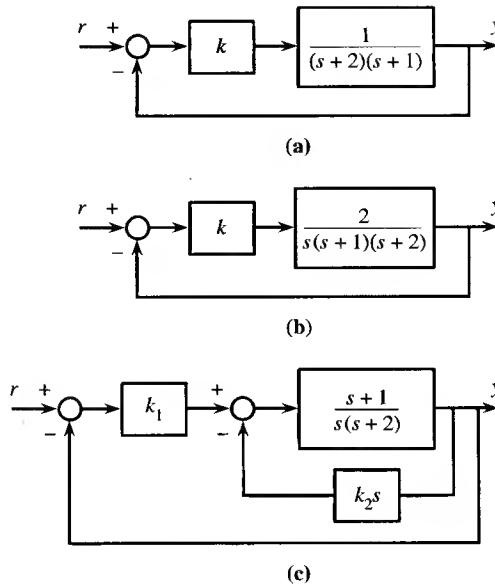 r + k 1/((s + 2)(s + 1)) y
−
(a)
r + k 2/(s(s + 1)(s + 2)) y
−
(b)
r + k₁ + (s + 1)/(s(s + 2)) y
− −
k₂s
(c)